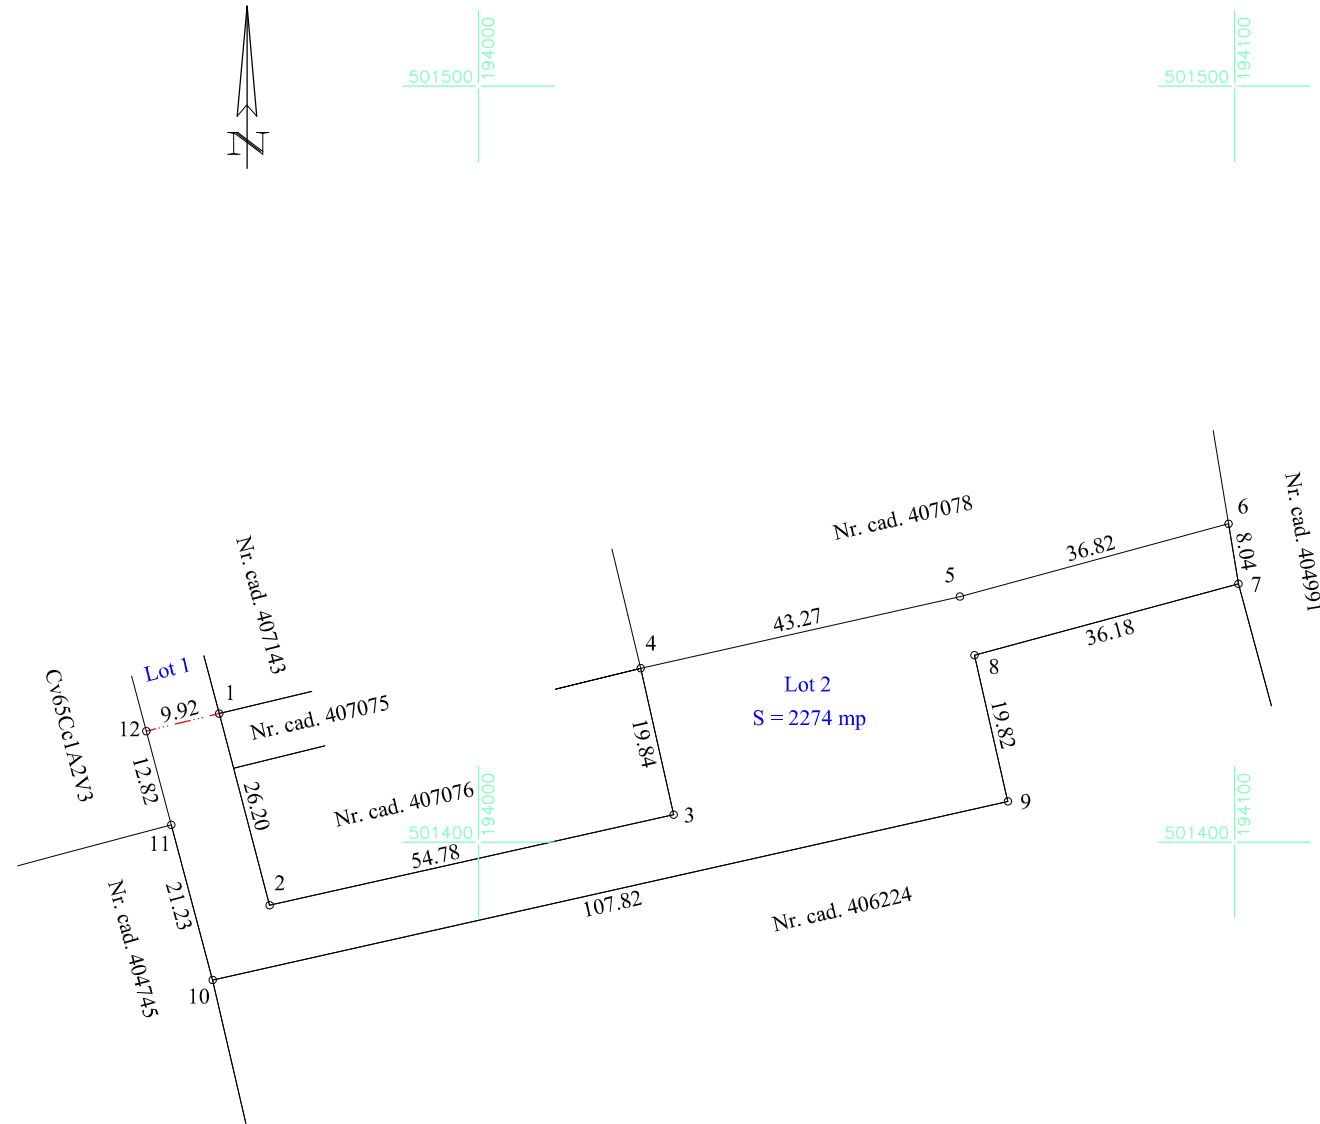 194000
501500
194100
501500
N
Nr. cad. 404991
Nr. cad. 407078
6
36.82
8.04
5
7
43.27
36.18
4
8
Nr. cad. 407143
Lot 1
1
9.92
12
Nr. cad. 407075
Lot 2
S = 2274 mp
Cv65Cc1A2V3
12.82
26.20
19.84
19.82
Nr. cad. 407076
194000
501400
194100
501400
3
9
11
54.78
2
21.23
107.82
Nr. cad. 406224
Nr. cad. 404745
10